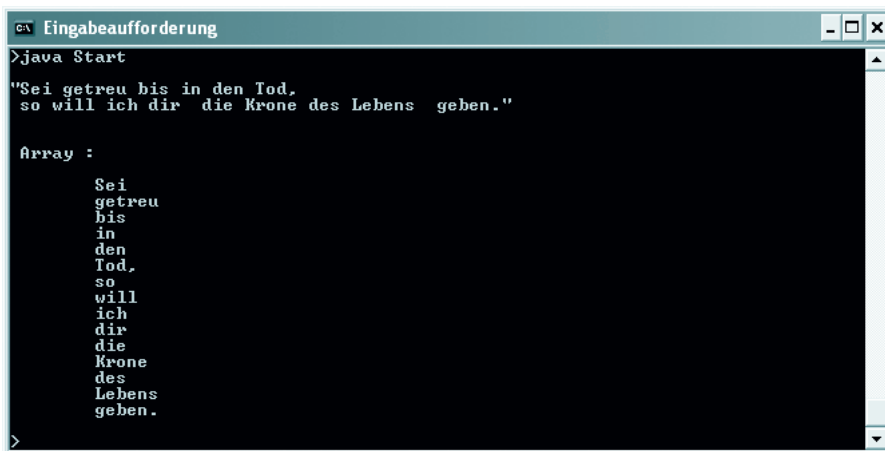 Eingabeaufforderung
>java Start
"Sei getreu bis in den Tod,
so will ich dir  die Krone des Lebens  geben."
Array :
Sei
getreu
bis
in
den
Tod,
so
will
ich
dir
die
Krone
des
Lebens
geben.
>